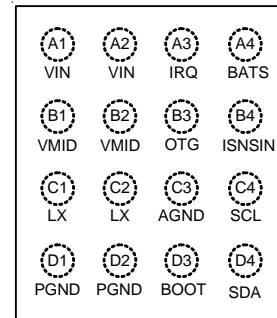 A1 A2 A3 A4
VIN VIN IRQ BATS
B1 B2 B3 B4
VMID VMID OTG ISNSIN
C1 C2 C3 C4
LX LX AGND SCL
D1 D2 D3 D4
PGND PGND BOOT SDA